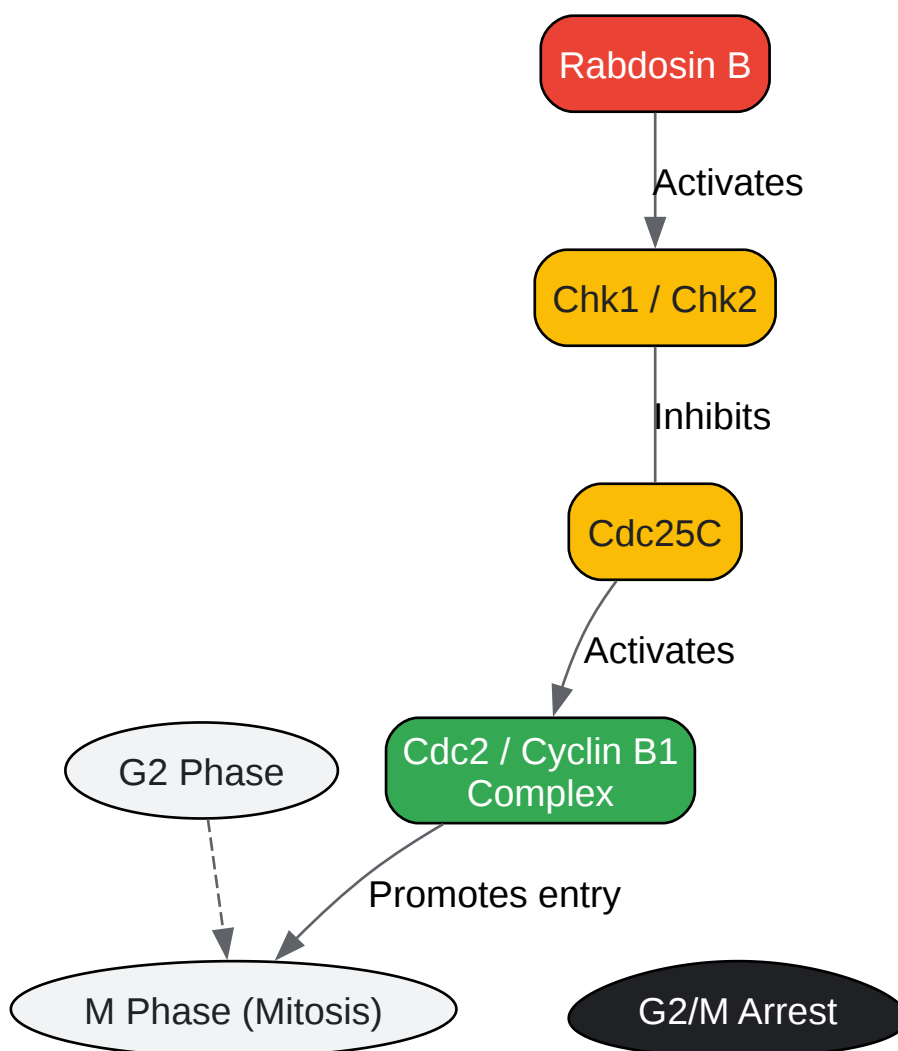 Rabdosin B
Activates
Chk1 / Chk2
Inhibits
Cdc25C
Activates
Cdc2 / Cyclin B1
Complex
G2 Phase
Promotes entry
M Phase (Mitosis)
G2/M Arrest